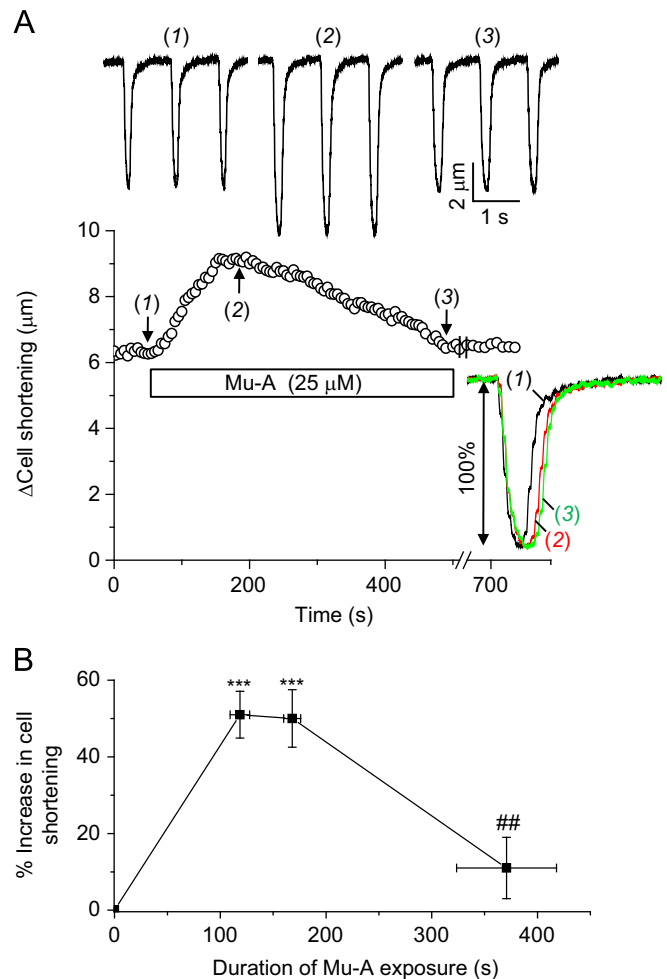 A
(1) (2) (3)
2 μm
1 s
10
8
6
4
2
0
ΔCell shortening (μm)
(1)
(2)
(3)
Mu-A (25 μM)
100%
(1)
(3)
(2)
0 200 400 700
Time (s)
B
60
40
20
0
% Increase in cell
shortening
*** ***
##
0 100 200 300 400
Duration of Mu-A exposure (s)